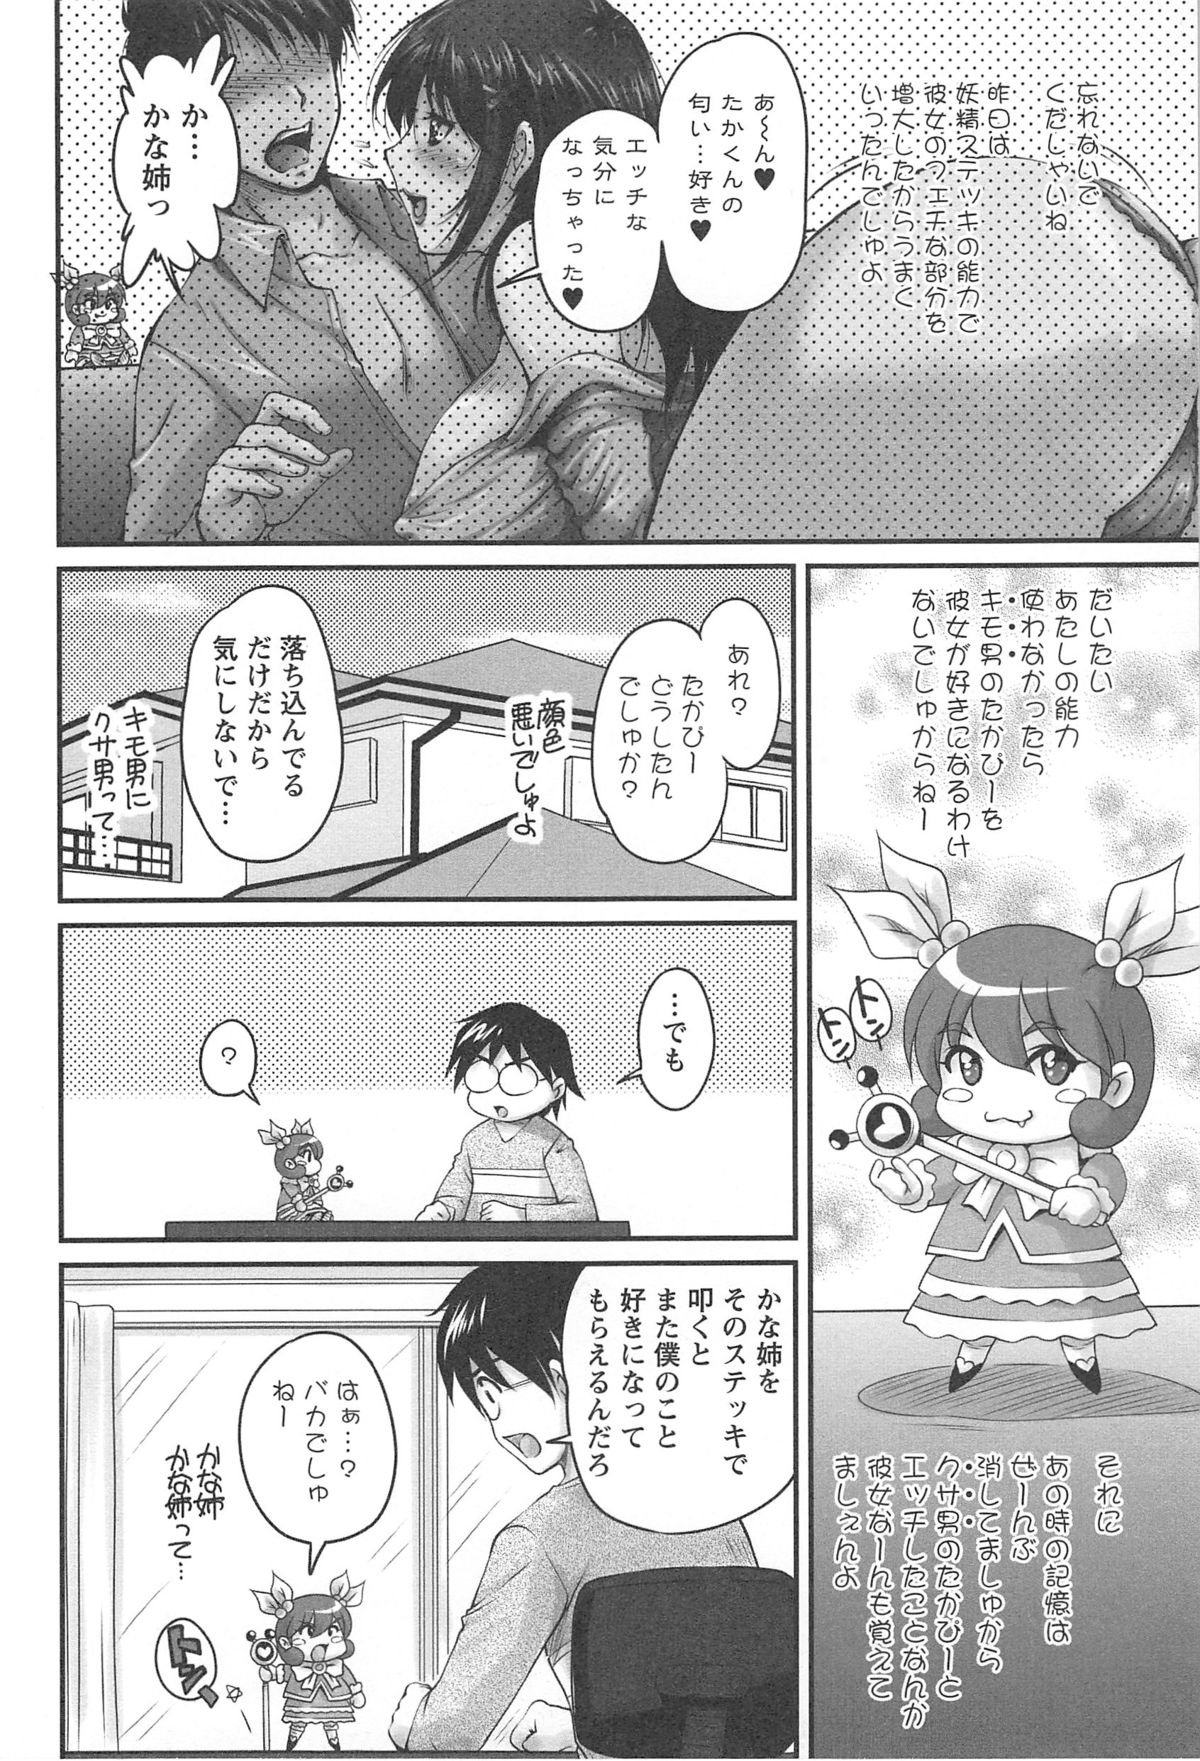 忘れないで
くだしゃいね
昨日は
妖精ステッキの能力で
彼女のフェチな部分を
増大したからうまく
いったんでしゅよ
あ～ん♥
たかくんの
匂い…好き♥
エッチな
気分に
なっちゃった♥
か…
かな姉っ
だいたい
あたしの能力
使わなかったら
キモ男のたかぴーを
彼女が好きになるわけ
ないでしゅからねー
トン
トン
それに
あの時の記憶は
ぜーんぶ
消してましゅから
クサ男のたかぴーと
エッチしたことなんか
彼女なーんも覚えて
ましぇんよ
あれ?
たかぴー
どうしたん
でしゅか?
顔色
悪いでしゅよ
落ち込んでる
だけだから
気にしないで…
キモ男に
クサ男って…
…でも
?
かな姉を
そのステッキで
叩くと
また僕のこと
好きになって
もらえるんだろ
はぁ…?
バカでしゅ
ねー
かな姉
かな姉って…
トンッ